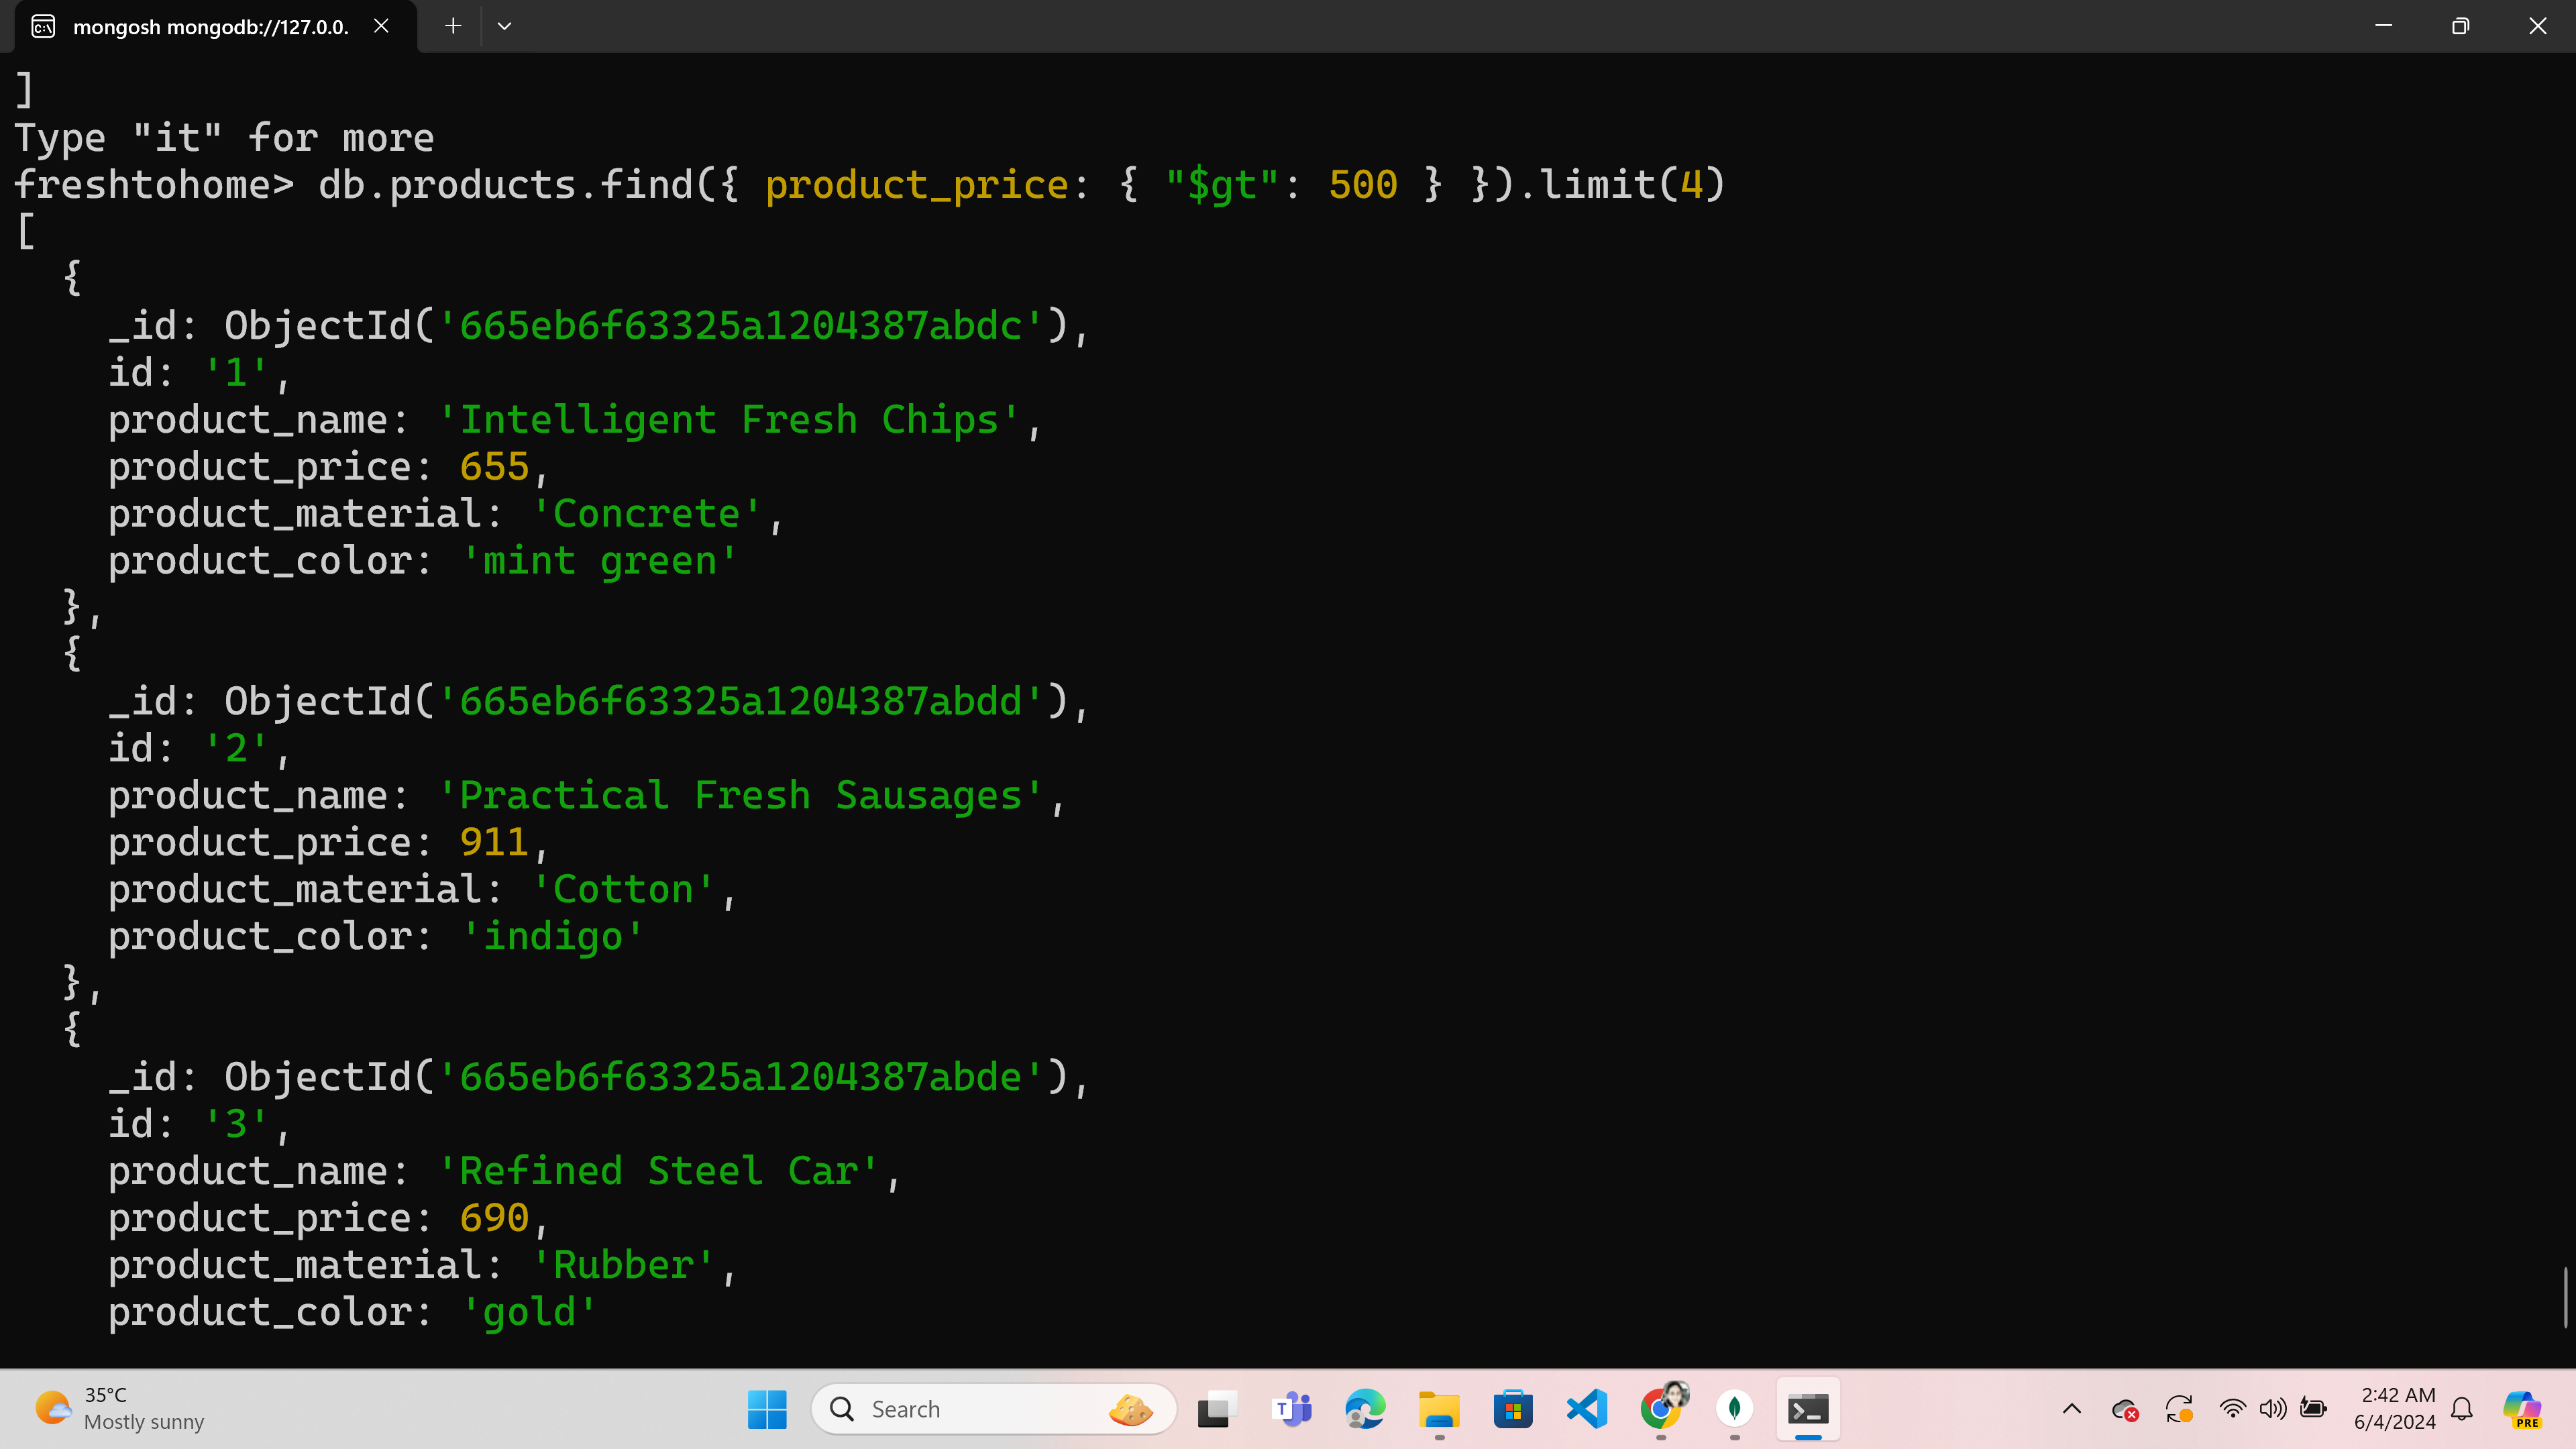 mongosh mongodb://127.0.0.
]
Type "it" for more
freshtohome> db.products.find({ product_price: { "$gt": 500 } }).limit(4)
[
  {
    _id: ObjectId('665eb6f63325a1204387abdc'),
    id: '1',
    product_name: 'Intelligent Fresh Chips',
    product_price: 655,
    product_material: 'Concrete',
    product_color: 'mint green'
  },
  {
    _id: ObjectId('665eb6f63325a1204387abdd'),
    id: '2',
    product_name: 'Practical Fresh Sausages',
    product_price: 911,
    product_material: 'Cotton',
    product_color: 'indigo'
  },
  {
    _id: ObjectId('665eb6f63325a1204387abde'),
    id: '3',
    product_name: 'Refined Steel Car',
    product_price: 690,
    product_material: 'Rubber',
    product_color: 'gold'
35°C
Mostly sunny
Search
2:42 AM
6/4/2024
PRE